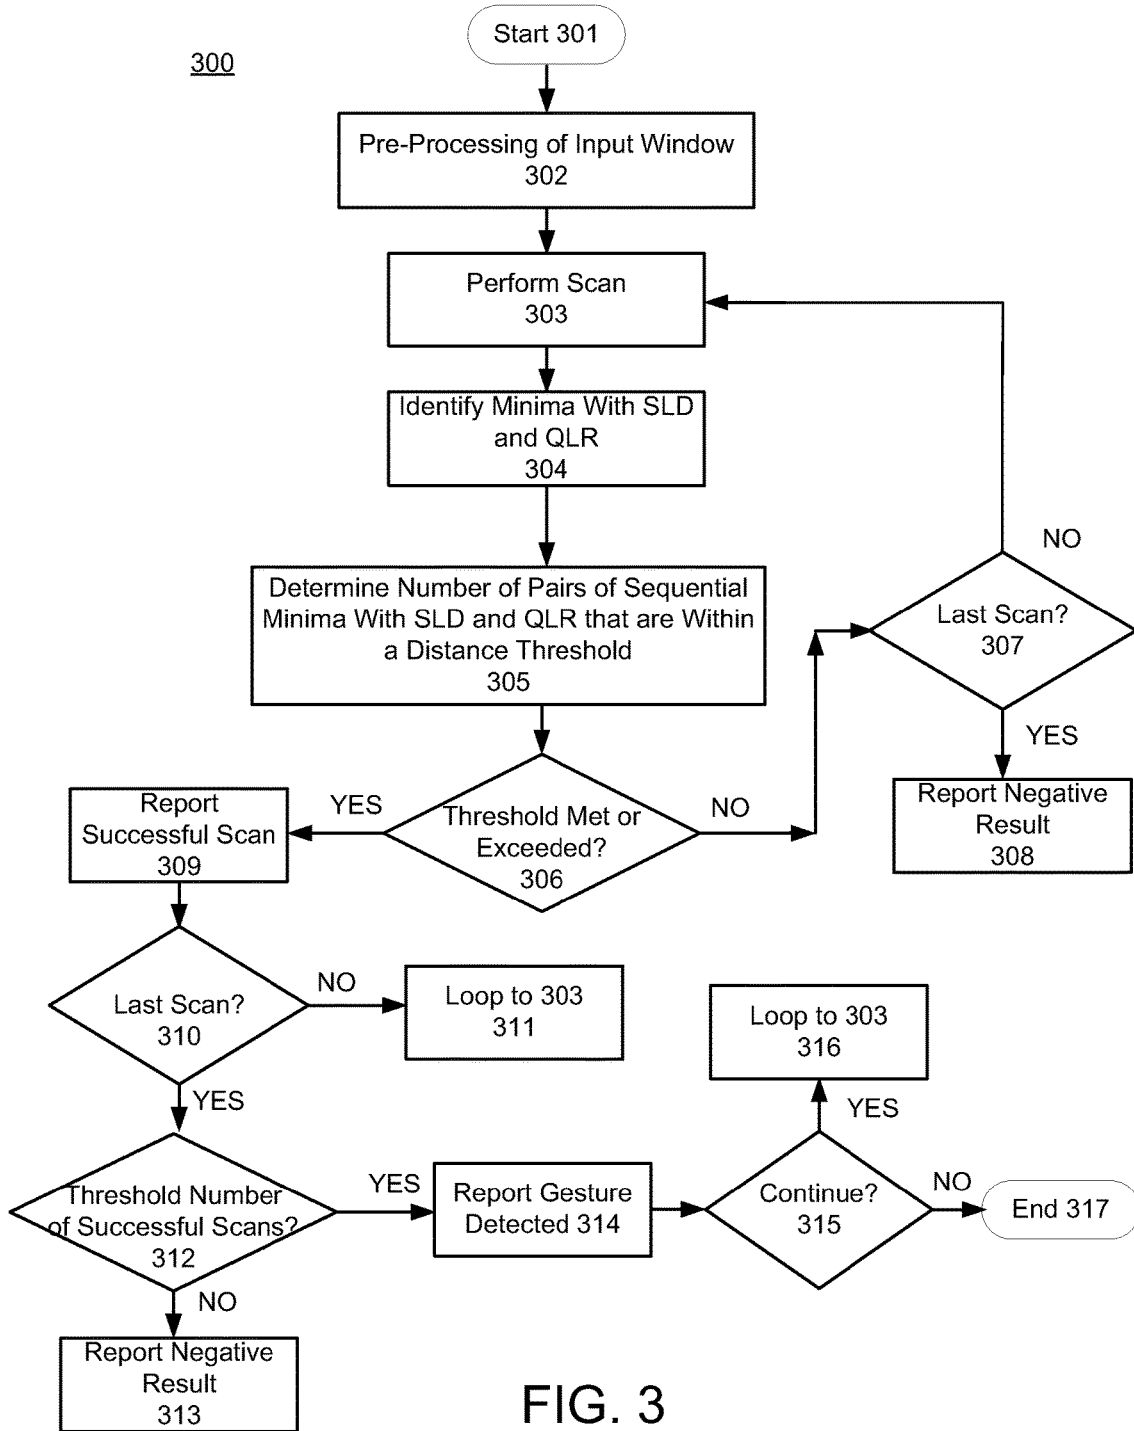 Start 301
300
Pre-Processing of Input Window
302
Perform Scan
303
Identify Minima With SLD
and QLR
304
Determine Number of Pairs of Sequential
Minima With SLD and QLR that are Within
a Distance Threshold
305
Threshold Met or
Exceeded?
306
YES
NO
Last Scan?
307
NO
YES
Report Negative
Result
308
Report
Successful Scan
309
Last Scan?
310
NO
Loop to 303
311
YES
Threshold Number
of Successful Scans?
312
YES
Report Gesture
Detected 314
Continue?
315
YES
Loop to 303
316
NO
End 317
NO
Report Negative
Result
313
FIG. 3